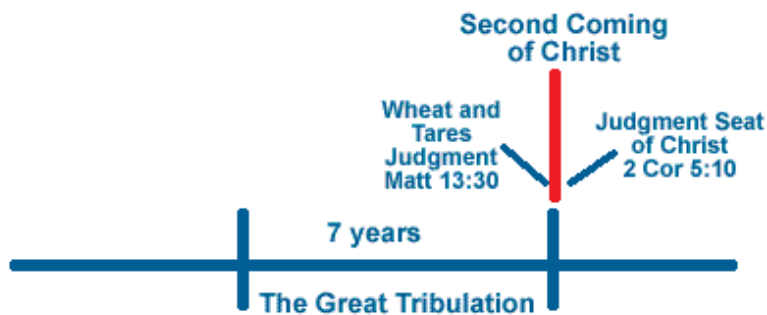 Second Coming
of Christ
Wheat and
Tares
Judgment
Matt 13:30
Judgment Seat
of Christ
2 Cor 5:10
7 years
The Great Tribulation